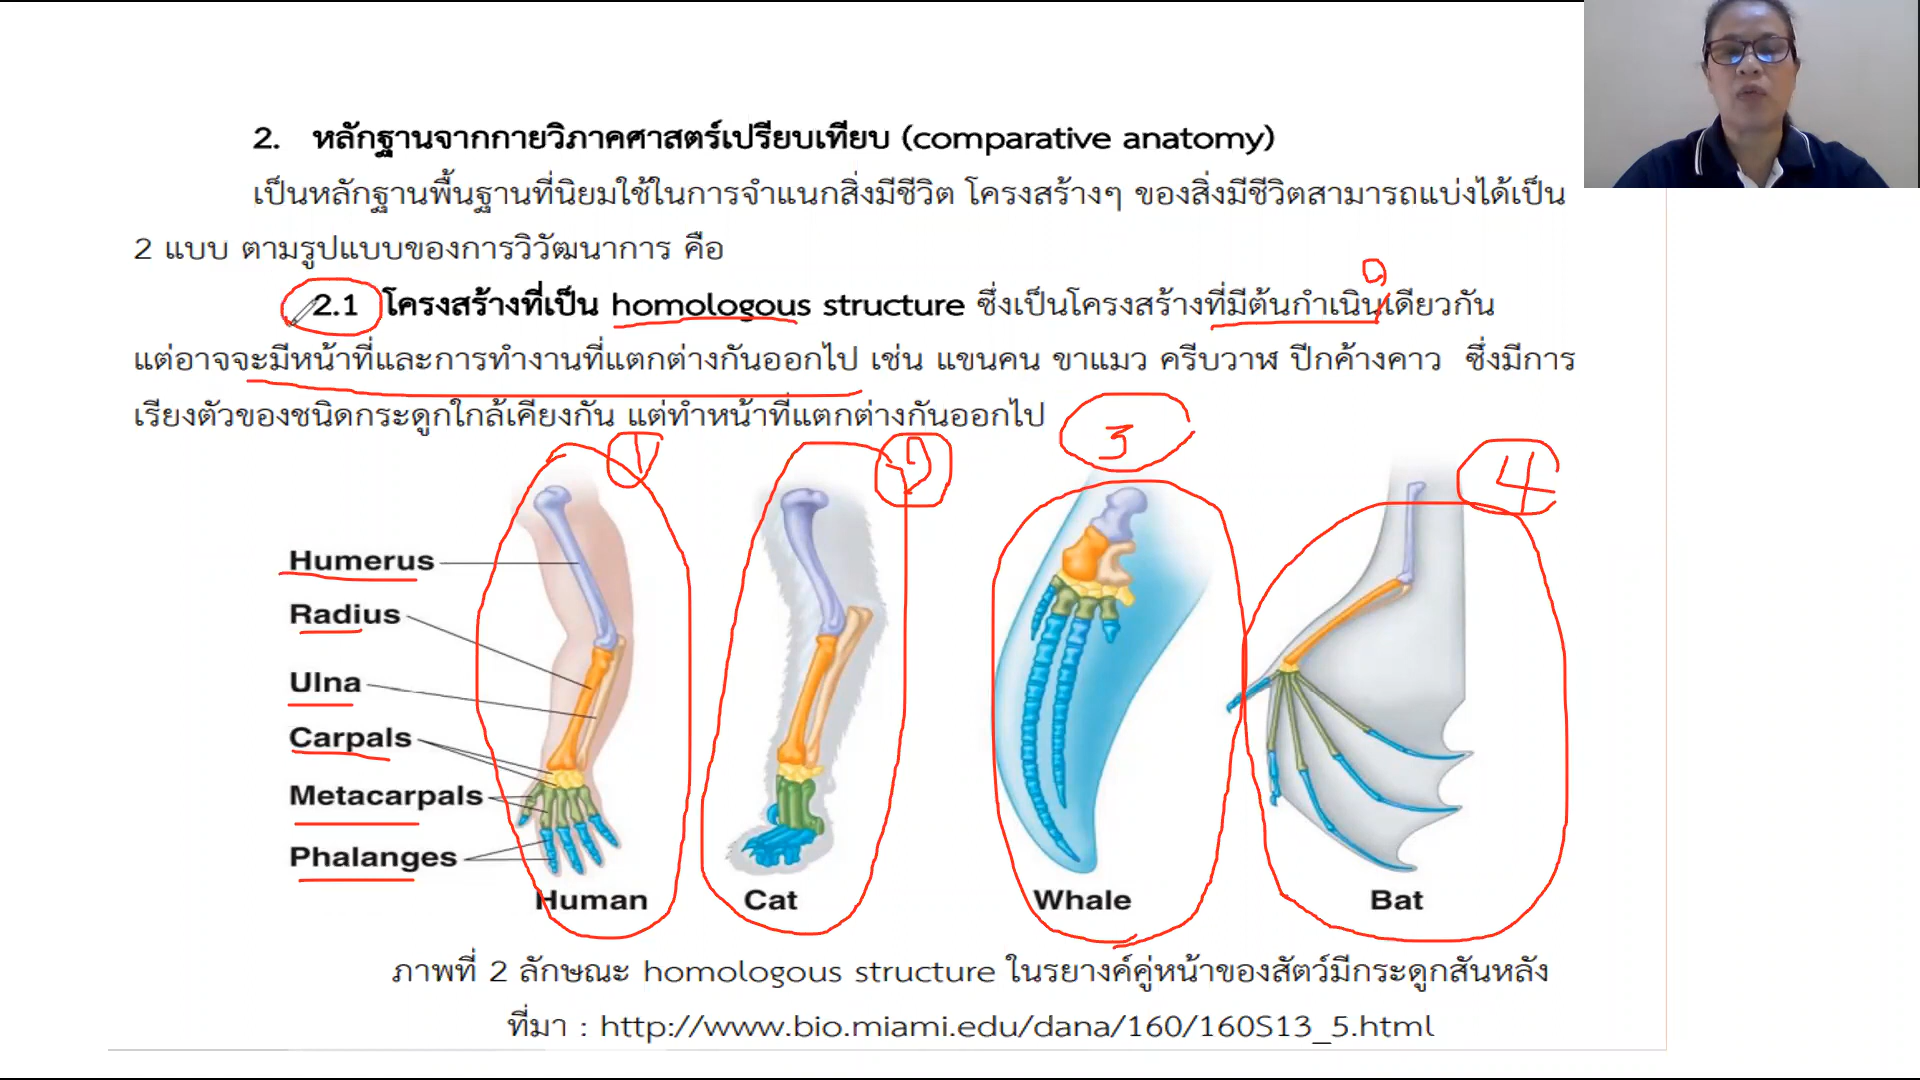 2. หลักฐานจากกายวิภาคศาสตร์เปรียบเทียบ (comparative anatomy)
เป็นหลักฐานพื้นฐานที่นิยมใช้ในการจำแนกสิ่งมีชีวิต โครงสร้างๆ ของสิ่งมีชีวิตสามารถแบ่งได้เป็น
2 แบบ ตามรูปแบบของการวิวัฒนาการ คือ
2.1 โครงสร้างที่เป็น homologous structure ซึ่งเป็นโครงสร้างที่มีต้นกำเนินเดียวกัน
แต่อาจจะมีหน้าที่และการทำงานที่แตกต่างกันออกไป เช่น แขนคน ขาแมว ครีบวาฬ ปีกค้างคาว ซึ่งมีการ
เรียงตัวของชนิดกระดูกใกล้เคียงกัน แต่ทำหน้าที่แตกต่างกันออกไป
1 2 3 4
Humerus
Radius
Ulna
Carpals
Metacarpals
Phalanges
Human Cat Whale Bat
ภาพที่ 2 ลักษณะ homologous structure ในรยางค์คู่หน้าของสัตว์มีกระดูกสันหลัง
ที่มา : http://www.bio.miami.edu/dana/160/160S13_5.html